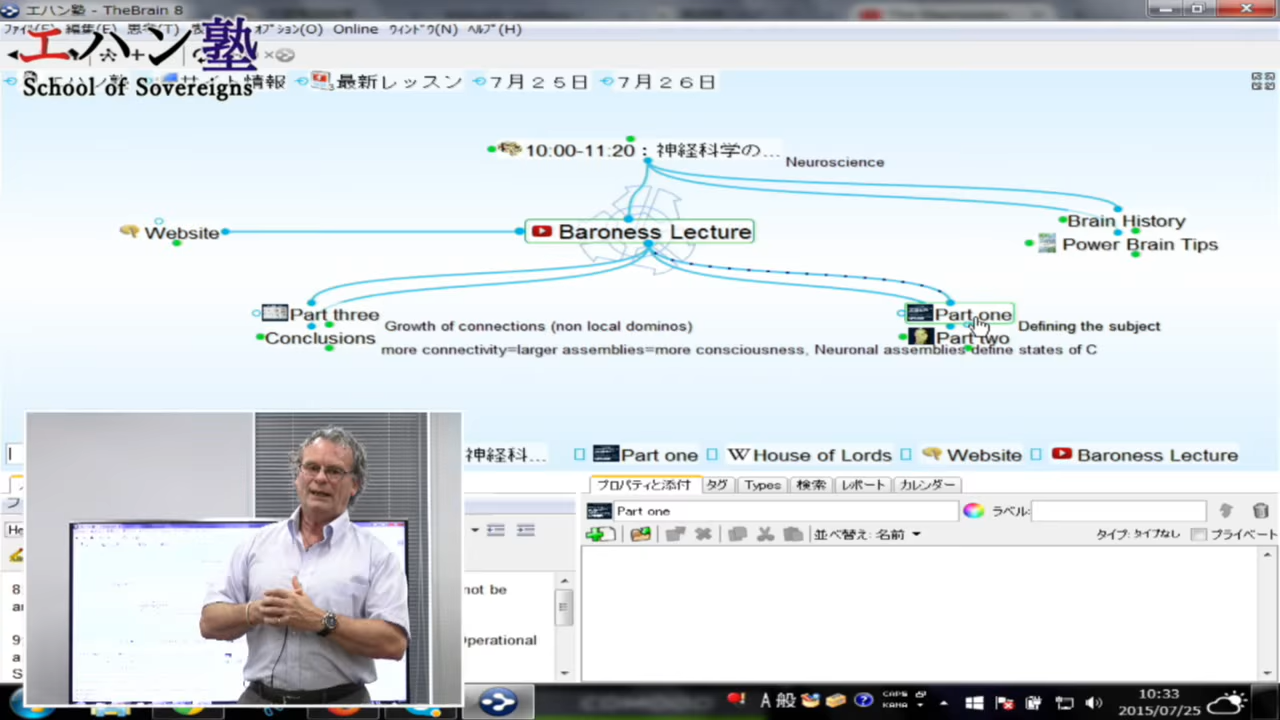 エハン塾 - TheBrain 8
オプション(O) Online ウィンドウ(N) ヘルプ(H)
エハン塾
School of Sovereigns
サイト情報 最新レッスン 7月25日 7月26日
10:00-11:20：神経科学の... Neuroscience
Brain History
Website
Baroness Lecture
Power Brain Tips
Part three
Part one
Growth of connections (non local dominos)
Defining the subject
Conclusions
Part two
more connectivity=larger assemblies=more consciousness, Neuronal assemblies define states of C
神経科... Part one House of Lords Website Baroness Lecture
プロパティと添付 タグ Types 検索 レポート カレンダー
Part one ラベル:
並べ替え: 名前 タイプ: タイプなし プライベート
8
not be
9
Operational
A 般 CAPS KANA
10:33
2015/07/25